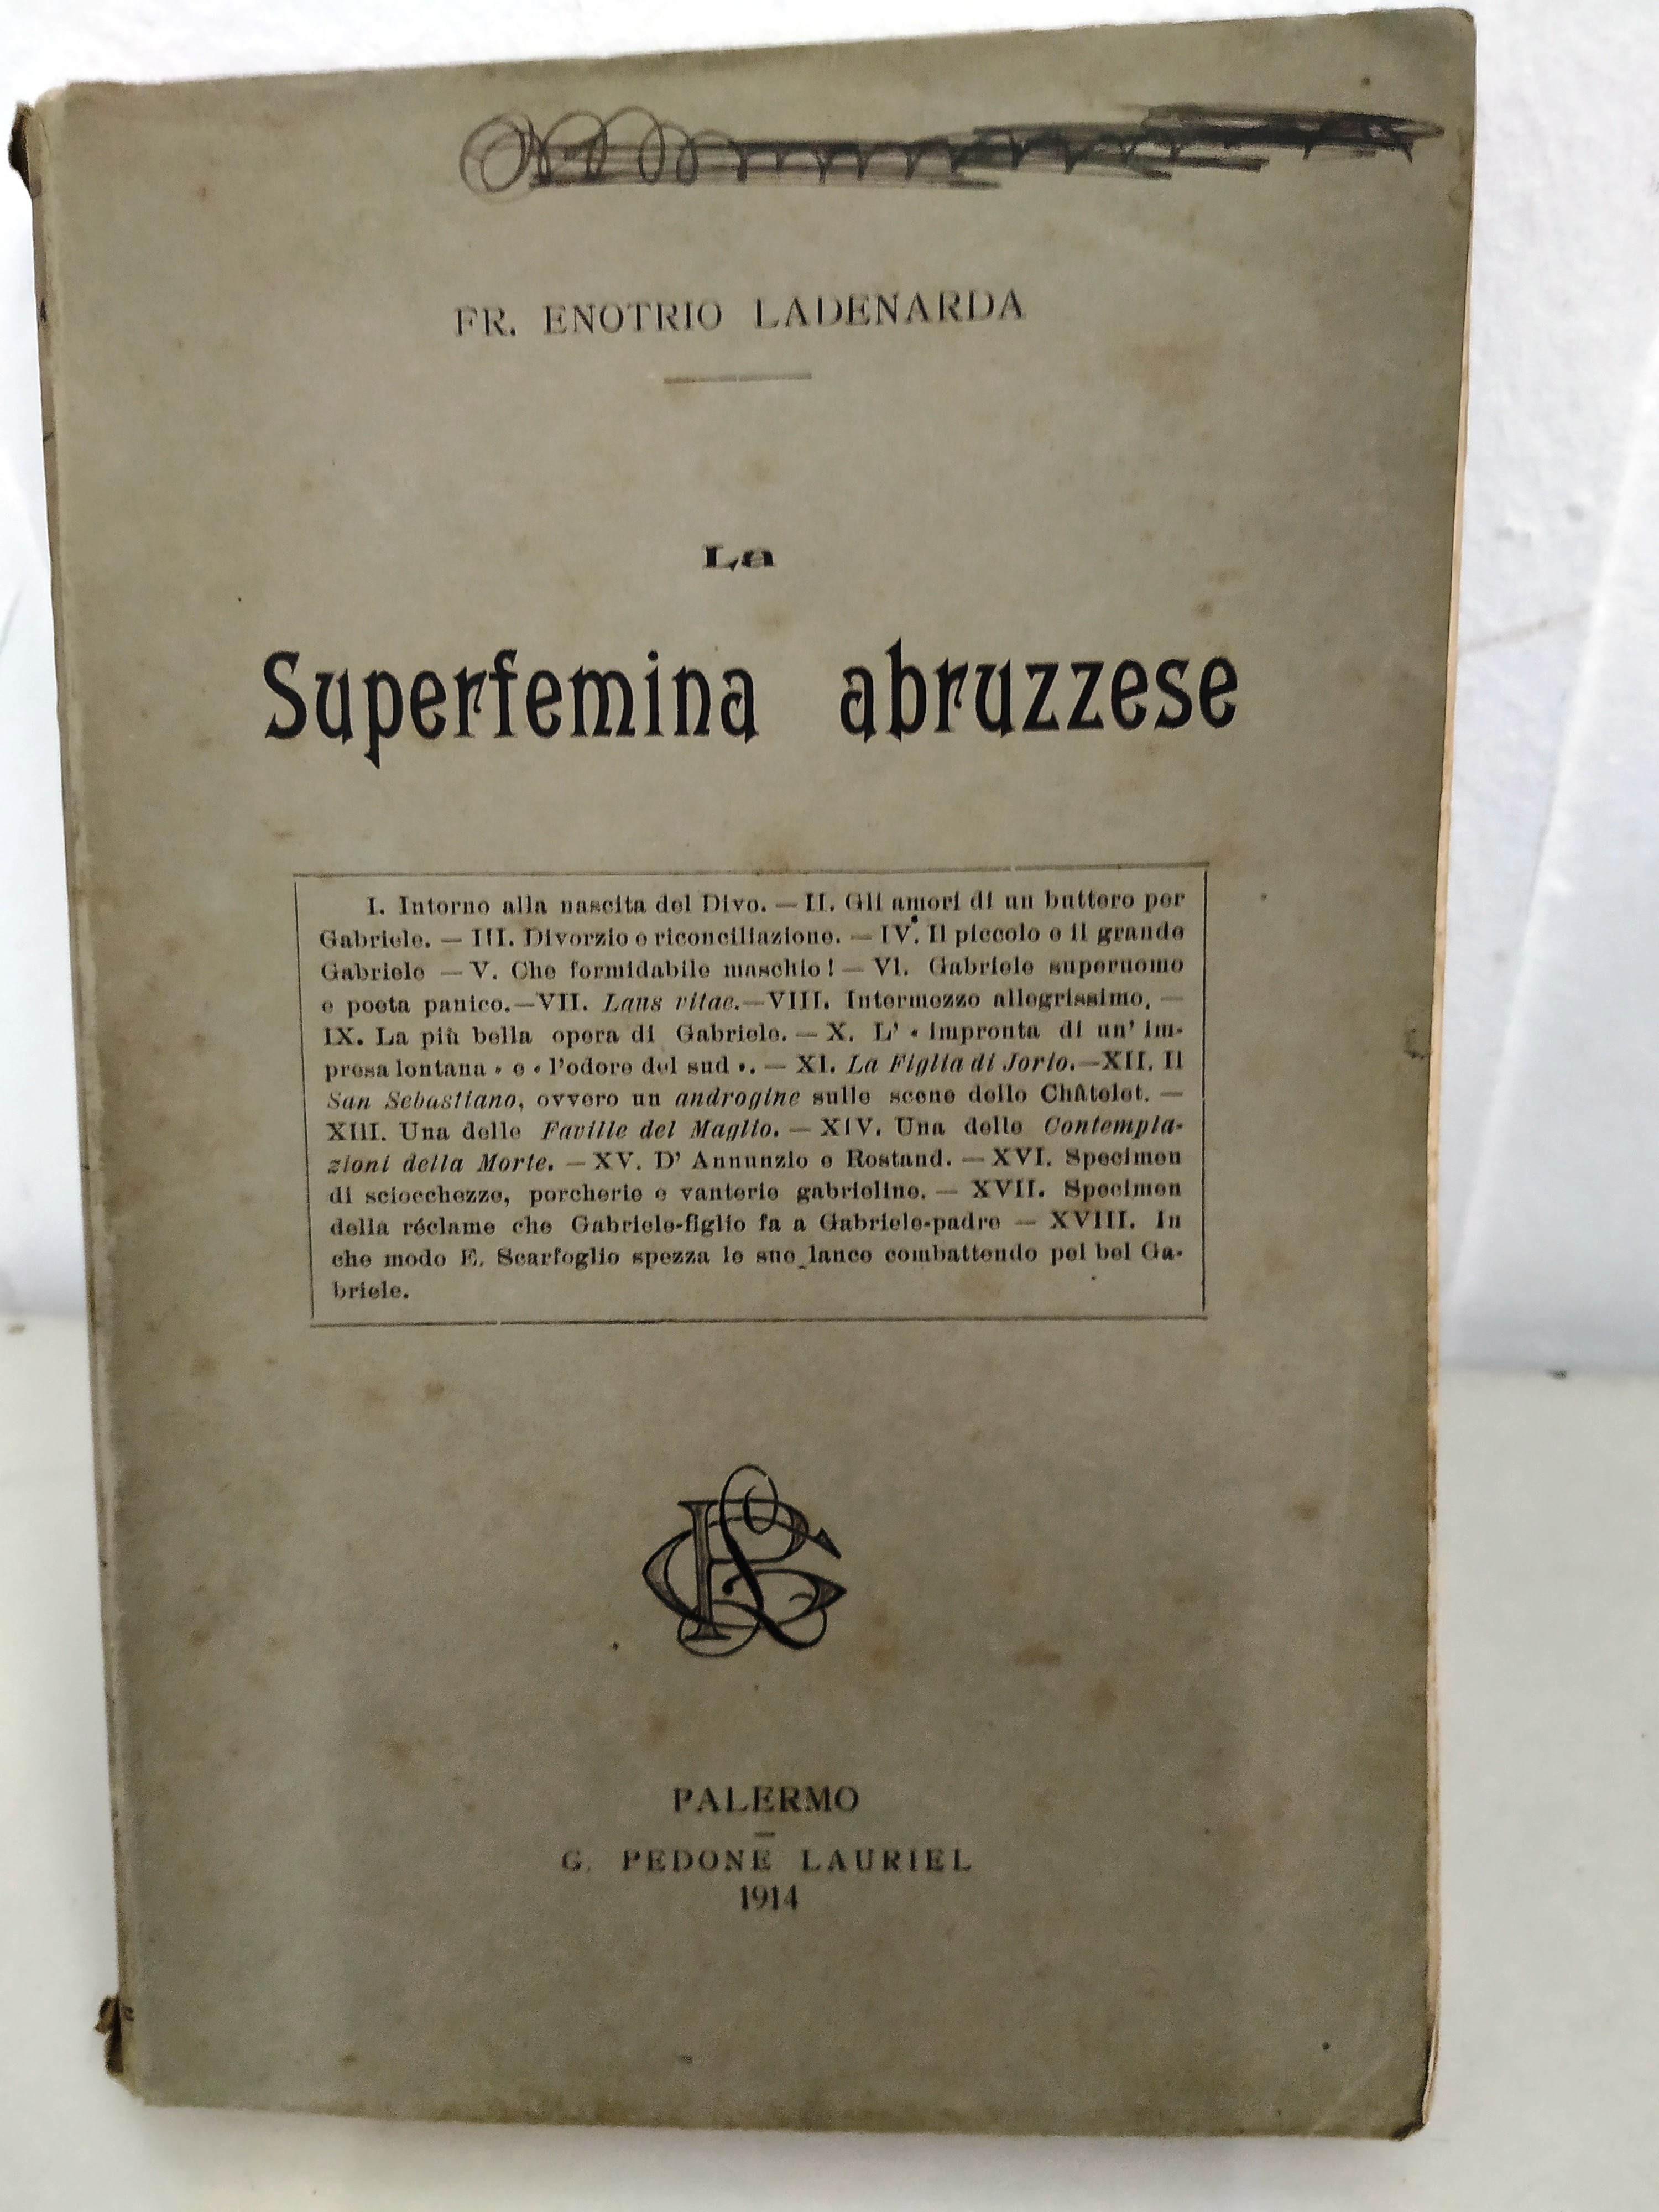 FR. ENOTRIO LADENARDA
La
Superfemina abruzzese
I. Intorno alla nascita del Divo. — II. Gli amori di un buttero per
Gabriele. — III. Divorzio e riconciliazione. — IV. Il piccolo e il grande
Gabriele — V. Che formidabile maschio! — VI. Gabriele superuomo
e poeta panico.—VII. Laus vitae.—VIII. Intermezzo allegrissimo. —
IX. La più bella opera di Gabriele. — X. L' « impronta di un' im-
presa lontana » e « l'odore del sud ». — XI. La Figlia di Jorio.—XII. Il
San Sebastiano, ovvero un androgine sulle scene dello Châtelet. —
XIII. Una delle Faville del Maglio. — XIV. Una delle Contempla-
zioni della Morte. — XV. D' Annunzio e Rostand. — XVI. Specimen
di sciocchezze, porcherie e vanterie gabrieline. — XVII. Specimen
della réclame che Gabriele-figlio fa a Gabriele-padre — XVIII. In
che modo E. Scarfoglio spezza le sue lance combattendo pel bel Ga-
briele.
PALERMO
G. PEDONE LAURIEL
1914